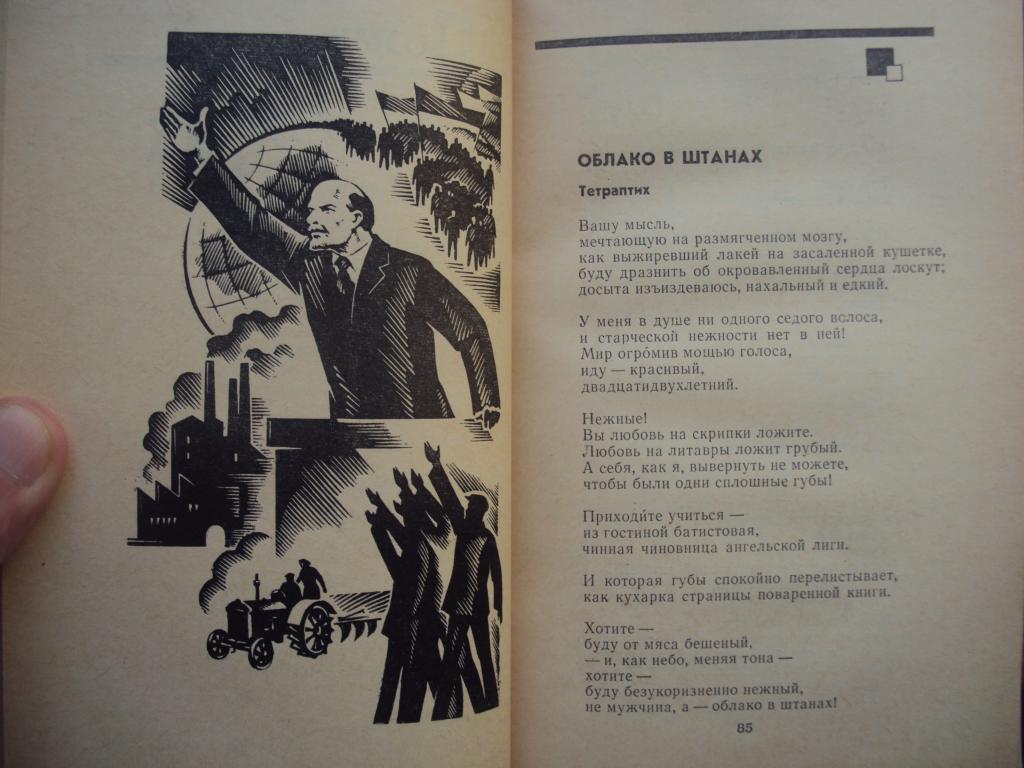 ОБЛАКО В ШТАНАХ
Тетраптих
Вашу мысль,
мечтающую на размягченном мозгу,
как выжиревший лакей на засаленной кушетке,
буду дразнить об окровавленный сердца лоскут;
досыта изъиздеваюсь, нахальный и едкий.
У меня в душе ни одного седого волоса,
и старческой нежности нет в ней!
Мир огро́мив мощью голоса,
иду — красивый,
двадцатидвухлетний.
Нежные!
Вы любовь на скрипки ложите.
Любовь на литавры ложит грубый.
А себя, как я, вывернуть не можете,
чтобы были одни сплошные губы!
Приходи́те учиться —
из гостиной батистовая,
чинная чиновница ангельской лиги.
И которая губы спокойно перелистывает,
как кухарка страницы поваренной книги.
Хотите —
буду от мяса бешеный,
— и, как небо, меняя тона —
хотите —
буду безукоризненно нежный,
не мужчина, а — облако в штанах!
85